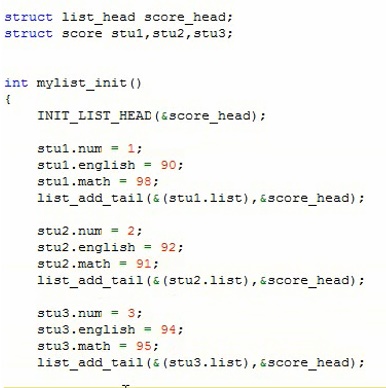 struct list_head score_head;
struct score stu1,stu2,stu3;
int mylist_init()
{
INIT_LIST_HEAD(&score_head);
stu1.num = 1;
stu1.english = 90;
stu1.math = 98;
list_add_tail(&(stu1.list),&score_head);
stu2.num = 2;
stu2.english = 92;
stu2.math = 91;
list_add_tail(&(stu2.list),&score_head);
stu3.num = 3;
stu3.english = 94;
stu3.math = 95;
list_add_tail(&(stu3.list),&score_head);